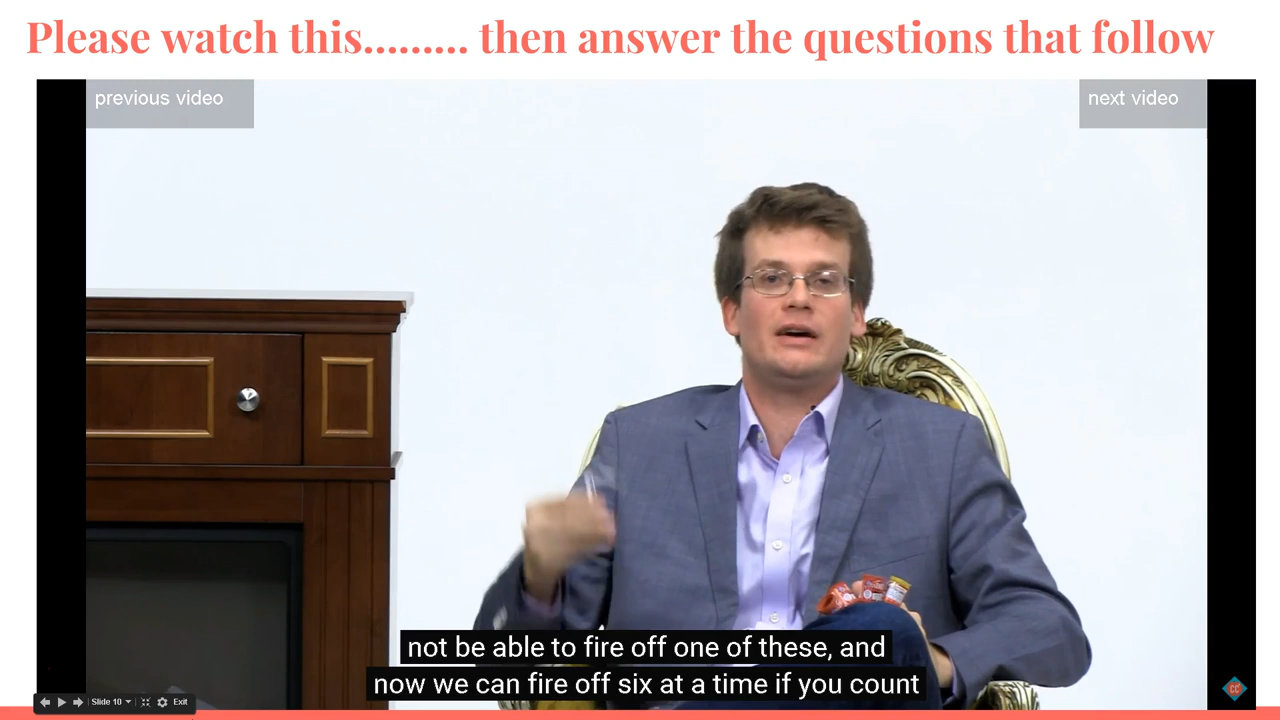 Please watch this......... then answer the questions that follow
previous video
next video
not be able to fire off one of these, and
now we can fire off six at a time if you count
Slide 10
Exit
CC